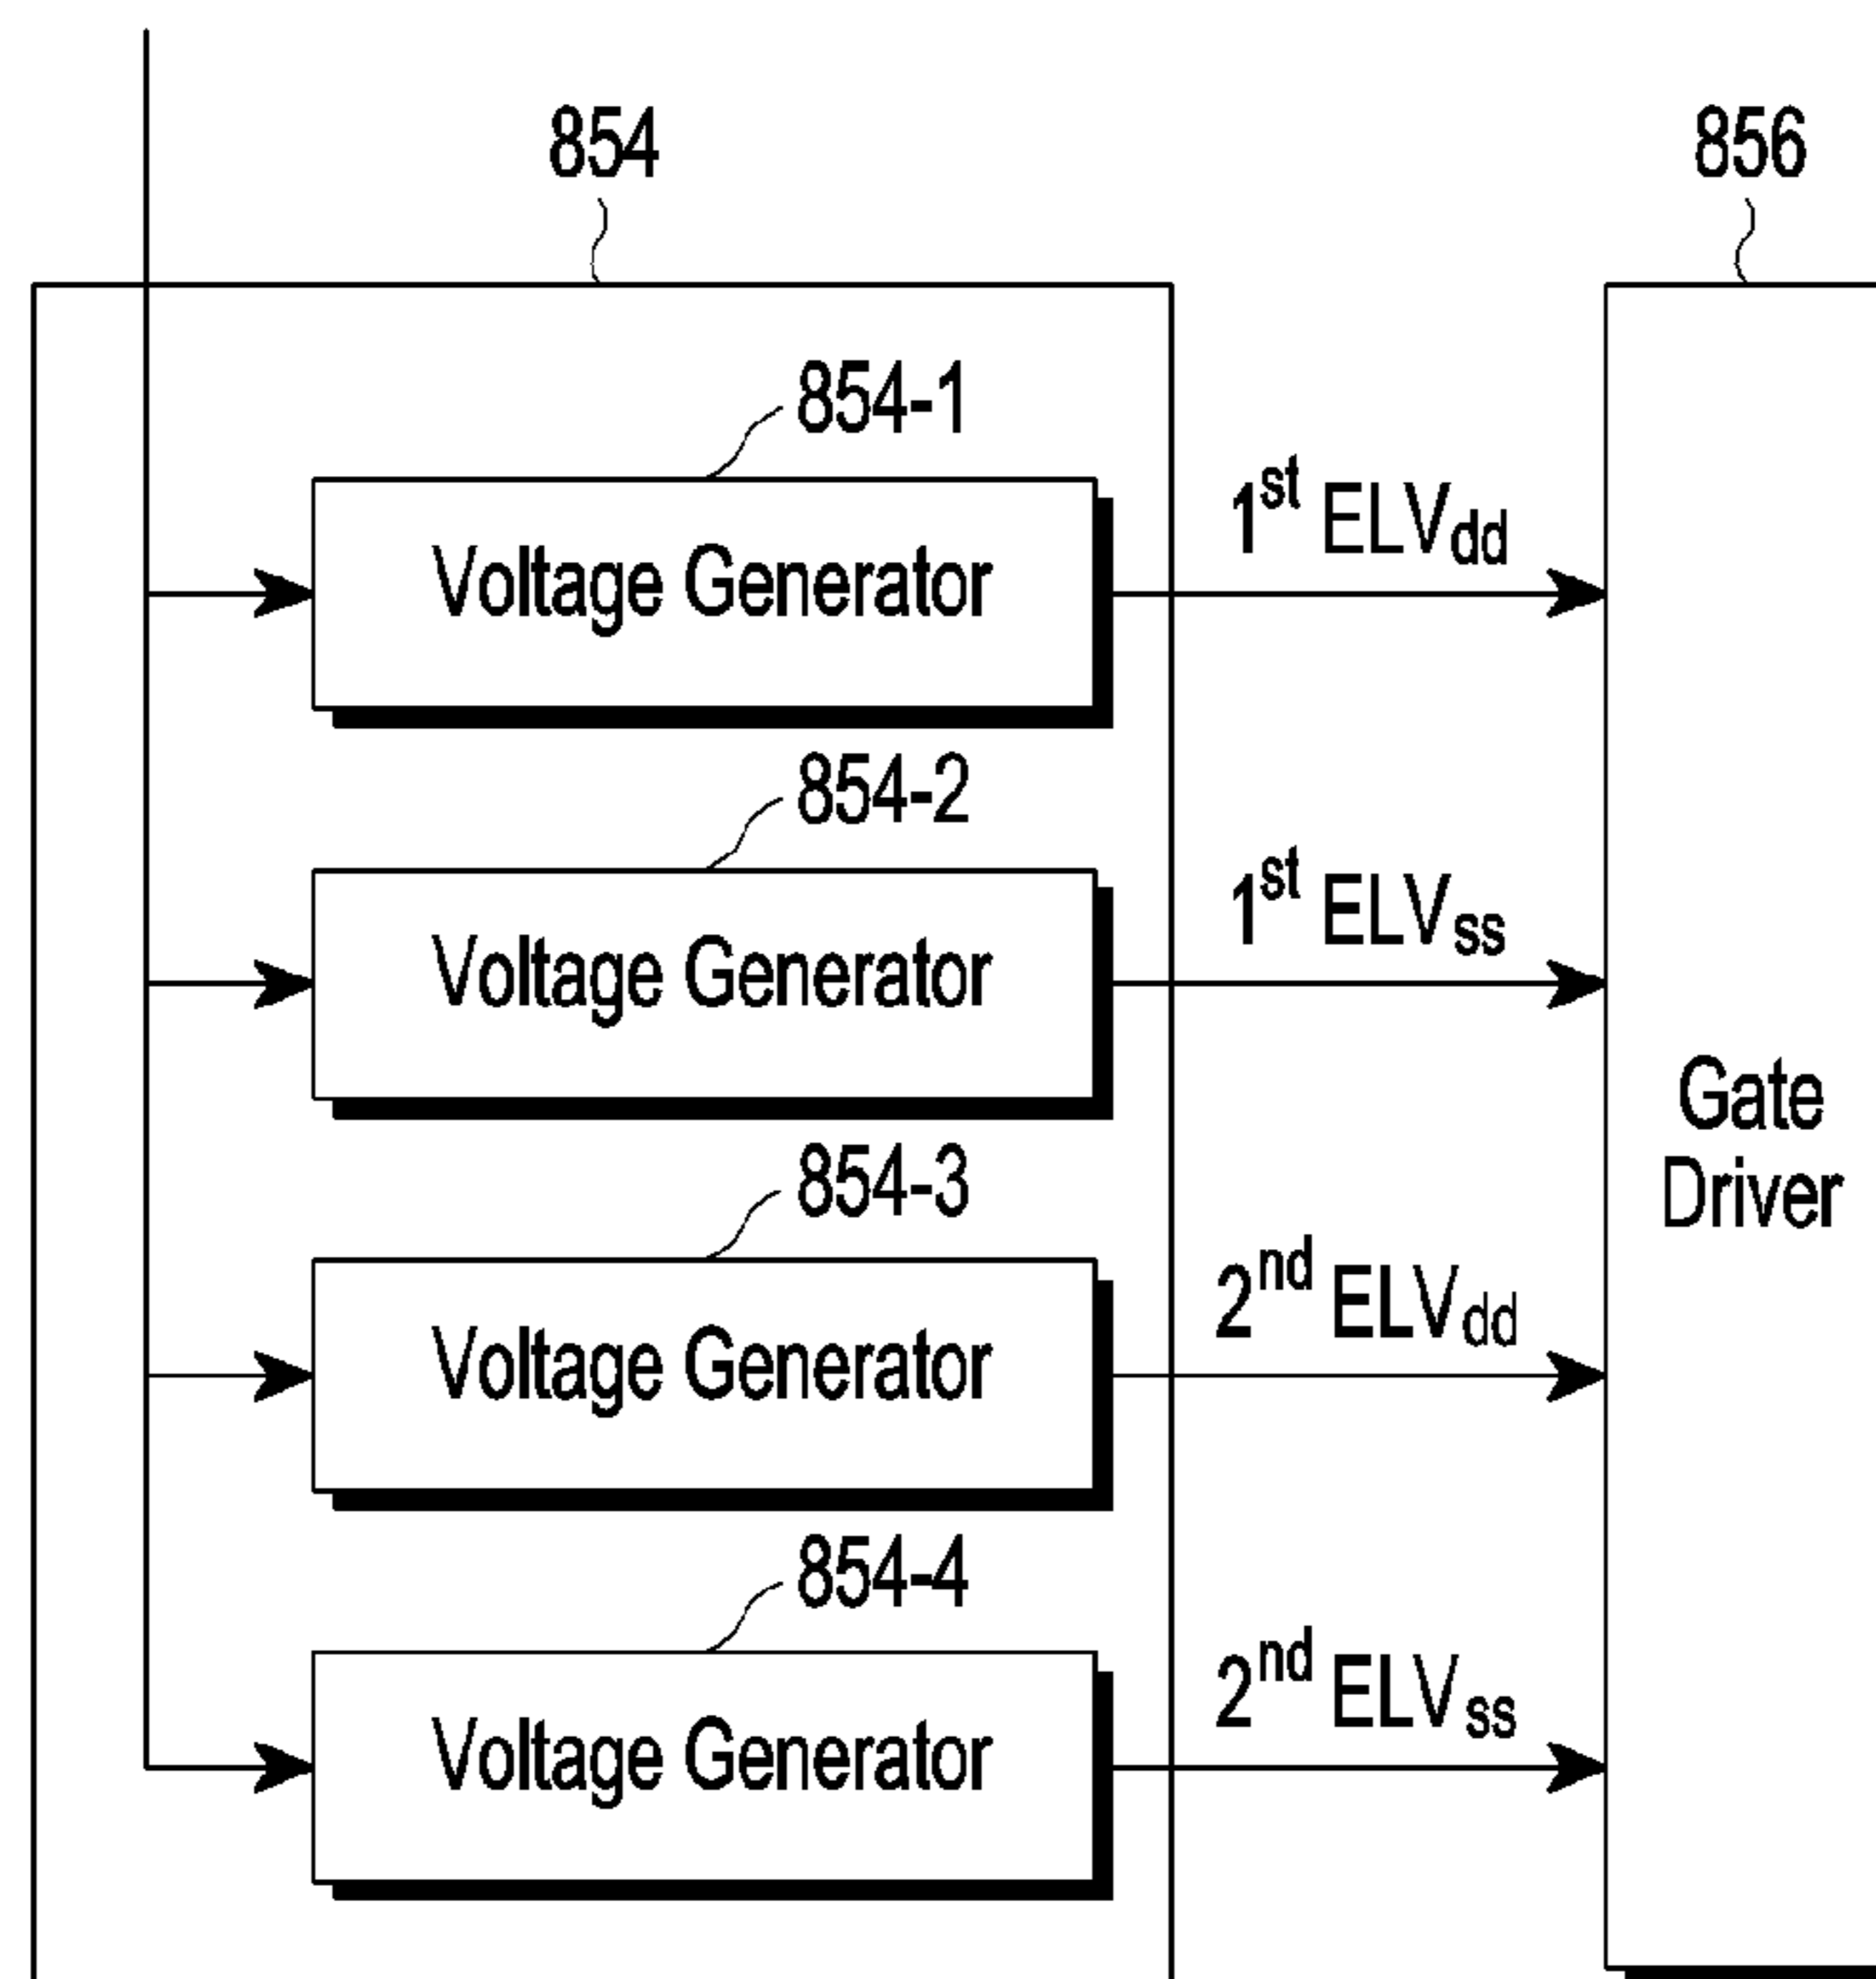 854
856
854-1
Voltage Generator
1st ELVdd
854-2
Voltage Generator
1st ELVss
Gate
Driver
854-3
Voltage Generator
2nd ELVdd
854-4
Voltage Generator
2nd ELVss